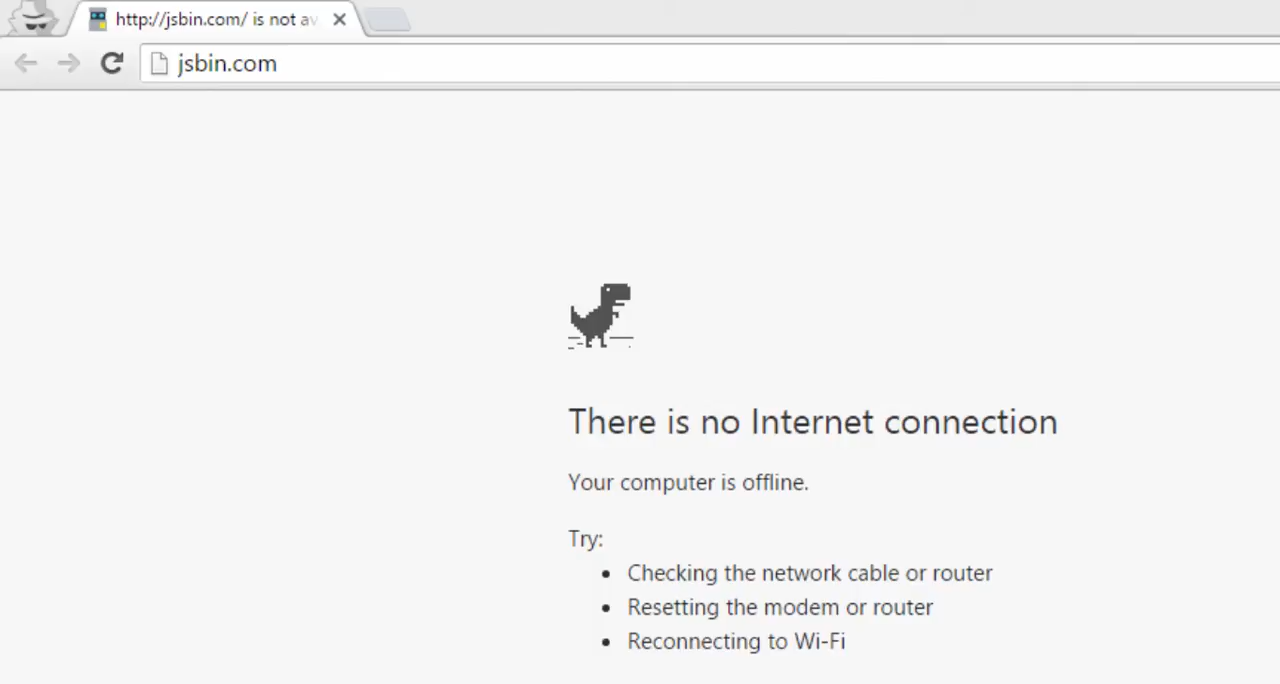 http://jsbin.com/ is not av
jsbin.com
There is no Internet connection
Your computer is offline.
Try:
• Checking the network cable or router
• Resetting the modem or router
• Reconnecting to Wi-Fi